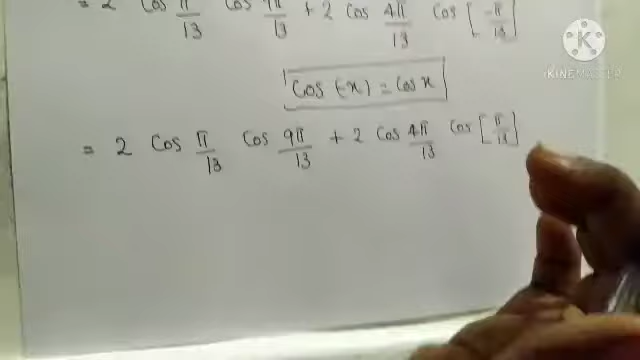 = 2 cos π/13 cos 9π/13 + 2 cos 4π/13 cos [-π/13]
cos (-x) = cos x
= 2 cos π/13 cos 9π/13 + 2 cos 4π/13 cos [π/13]
KINEMASTER